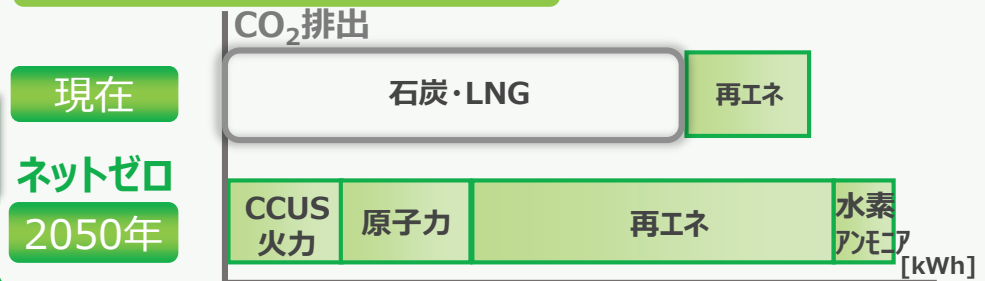 CO₂排出
現在
石炭・LNG
再エネ
ネットゼロ
2050年
CCUS
火力
原子力
再エネ
水素
アンモニア
[kWh]